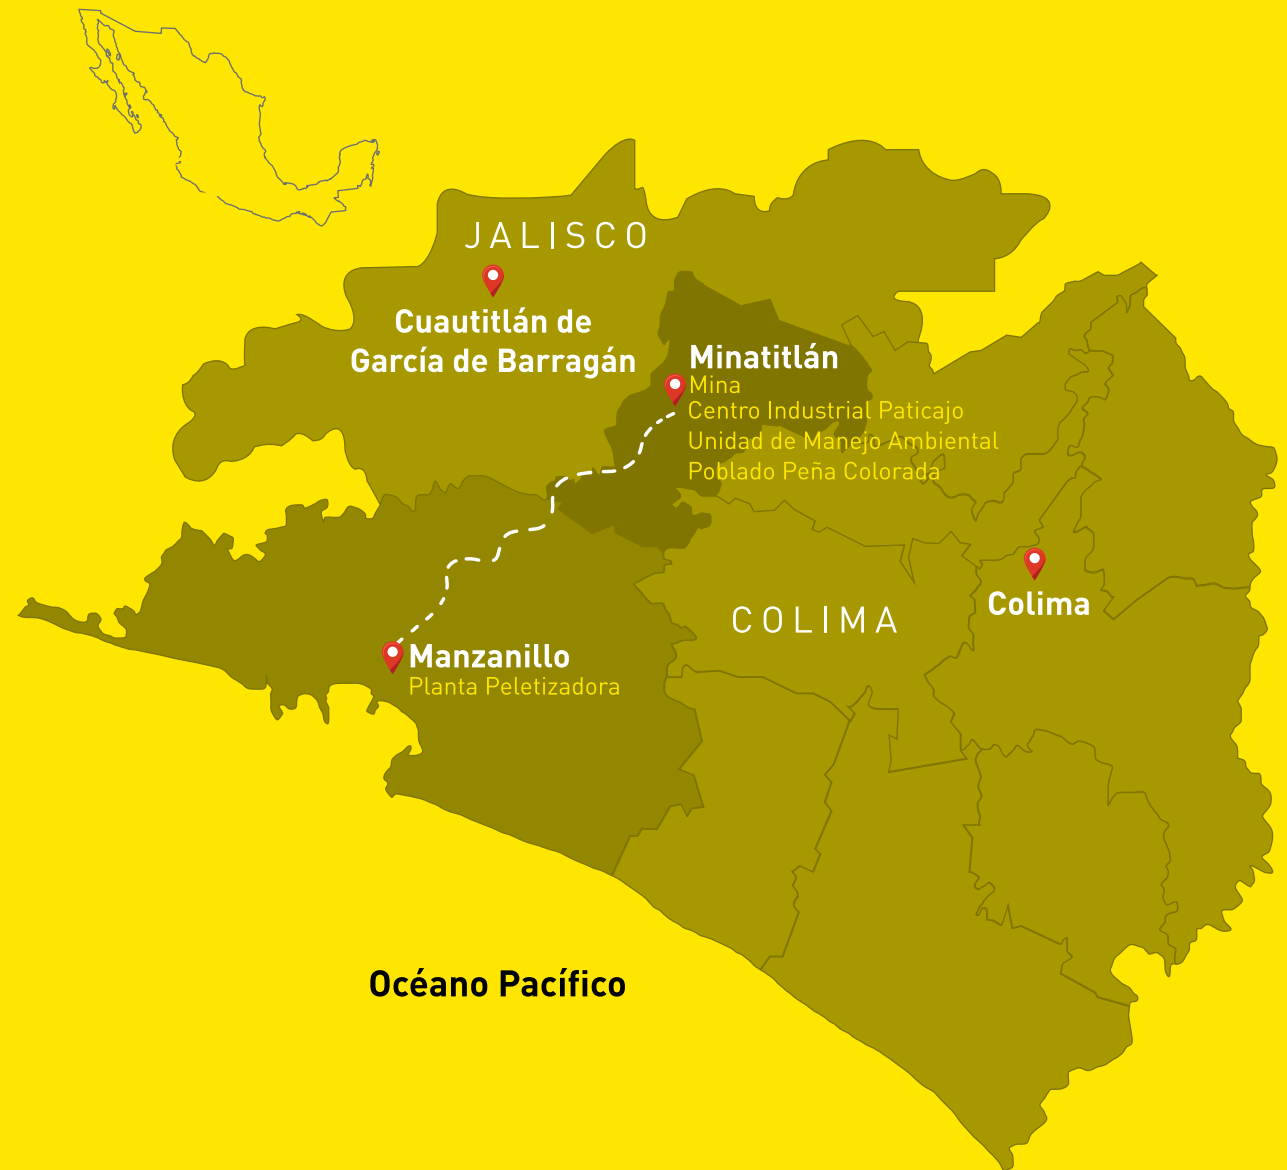 JALISCO
Cuautitlán de
García de Barragán
Minatitlán
Mina
Centro Industrial Paticajo
Unidad de Manejo Ambiental
Poblado Peña Colorada
Colima
COLIMA
Manzanillo
Planta Peletizadora
Océano Pacífico